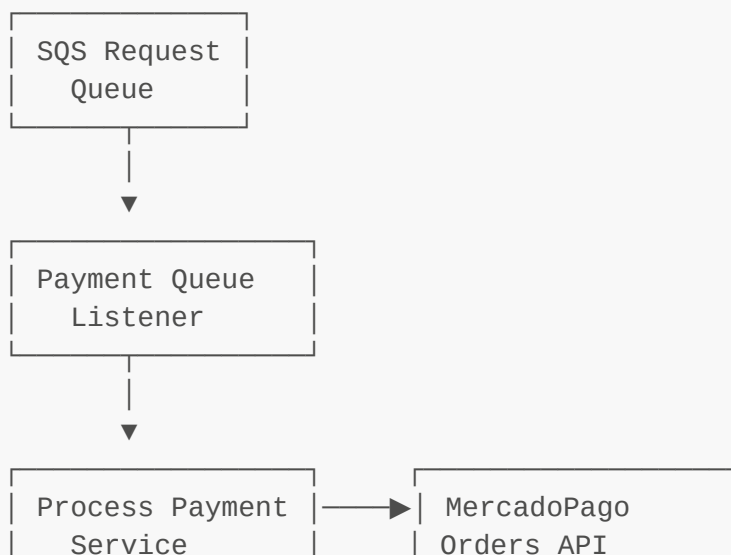 SQS Request
Queue
Payment Queue
Listener
Process Payment
Service
MercadoPago
Orders API